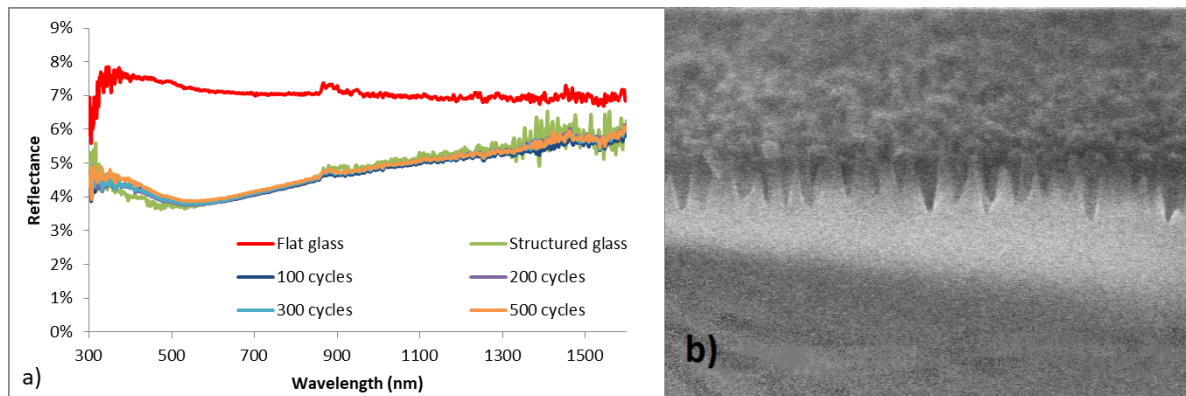 9%
8%
7%
6%
5%
4%
3%
2%
1%
0%
Reflectance
Flat glass
Structured glass
100 cycles
200 cycles
300 cycles
500 cycles
300
500
700
900
1100
1300
1500
Wavelength (nm)
a)
b)